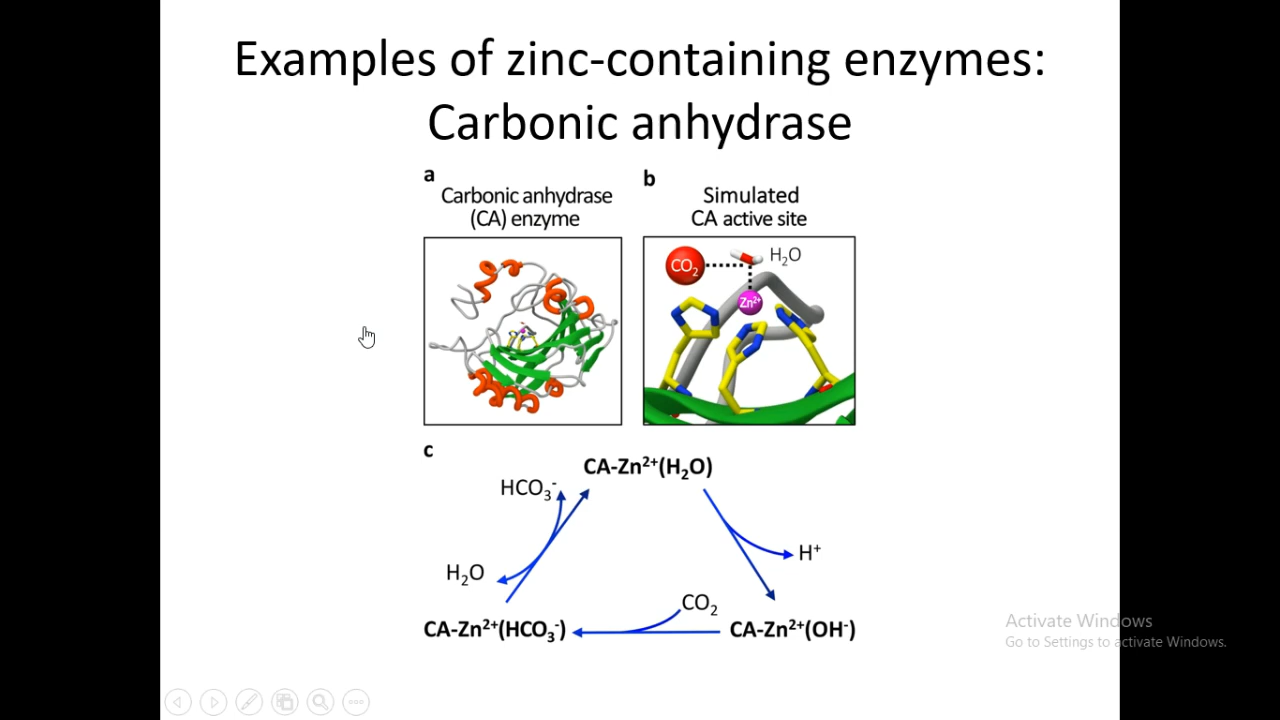 Examples of zinc-containing enzymes:
Carbonic anhydrase
a
Carbonic anhydrase
(CA) enzyme
b
Simulated
CA active site
CO₂
H₂O
Zn²⁺
c
CA-Zn²⁺(H₂O)
HCO₃⁻
H⁺
H₂O
CO₂
CA-Zn²⁺(HCO₃⁻)
CA-Zn²⁺(OH⁻)
Activate Windows
Go to Settings to activate Windows.